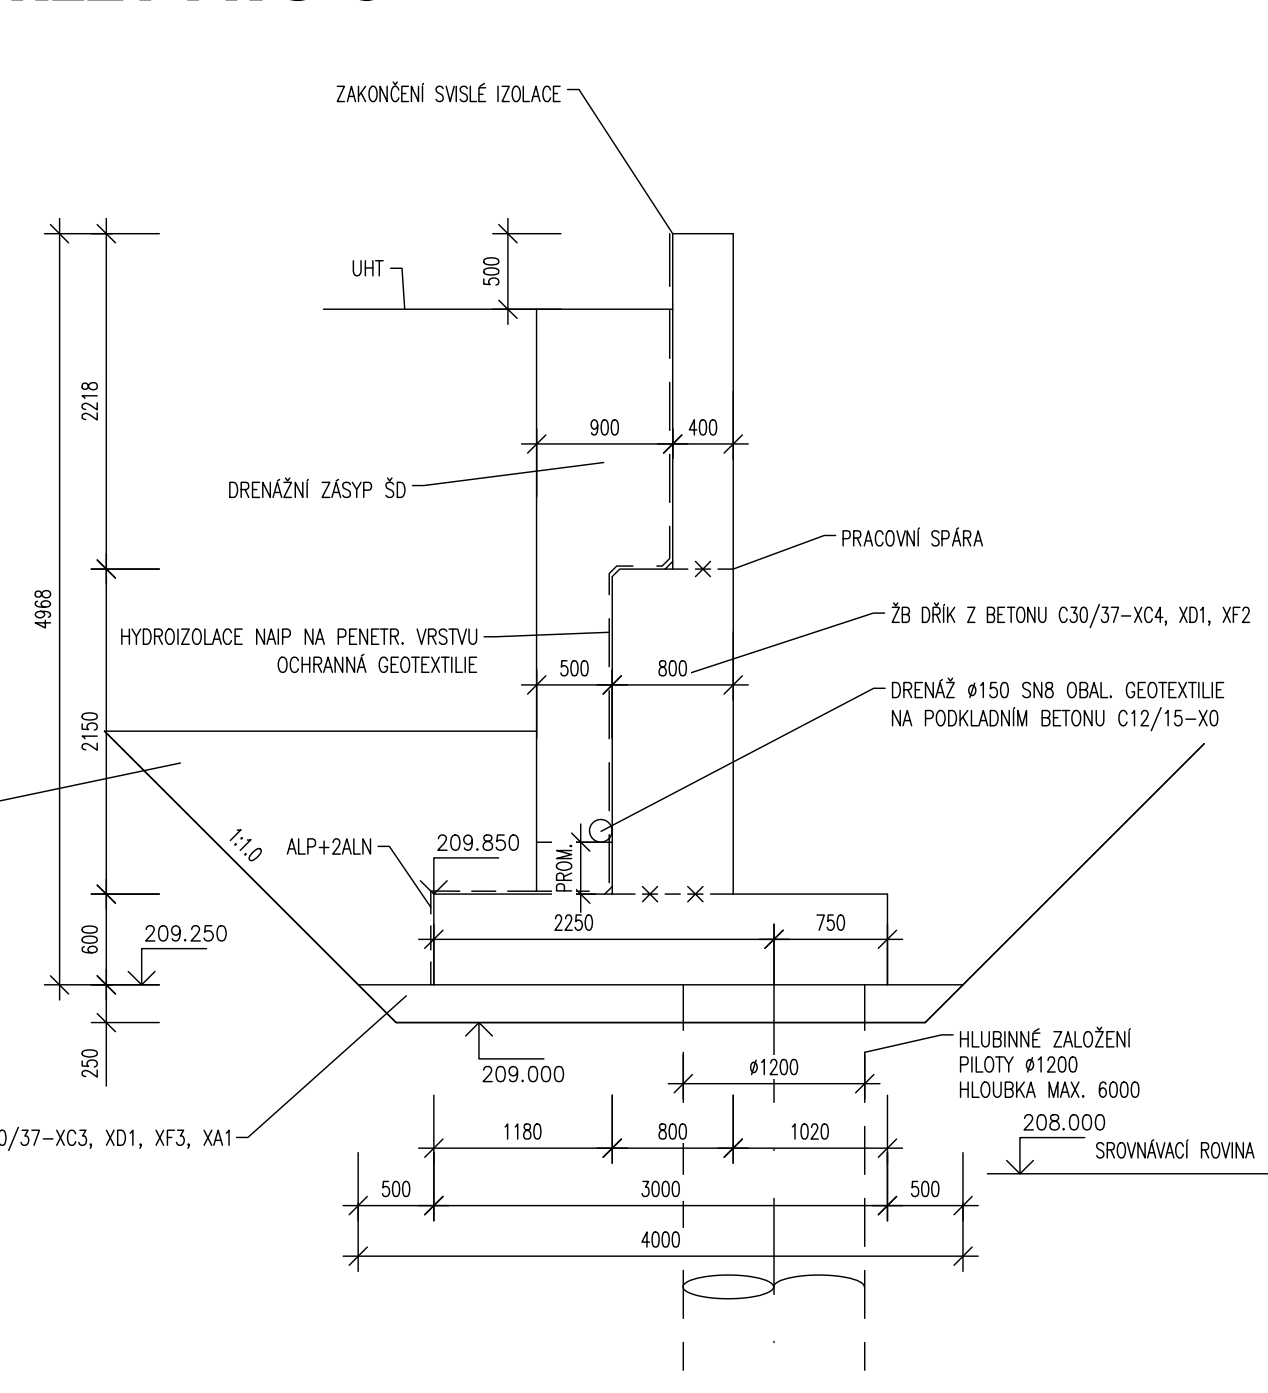 ZAKONČENÍ SVISLÉ IZOLACE
UHT
500
2218
900
400
DRENÁŽNÍ ZÁSYP ŠD
PRACOVNÍ SPÁRA
4968
ŽB DŘÍK Z BETONU C30/37-XC4, XD1, XF2
HYDROIZOLACE NAIP NA PENETR. VRSTVU
OCHRANNÁ GEOTEXTILIE
500
800
DRENÁŽ ø150 SN8 OBAL. GEOTEXTILIE
NA PODKLADNÍM BETONU C12/15-X0
2150
1:1.0
ALP+2ALN
209.850
PROM.
2250
750
600
209.250
250
209.000
HLUBINNÉ ZALOŽENÍ
PILOTY ø1200
HLOUBKA MAX. 6000
ø1200
208.000
SROVNÁVACÍ ROVINA
0/37-XC3, XD1, XF3, XA1
1180
800
1020
500
3000
500
4000